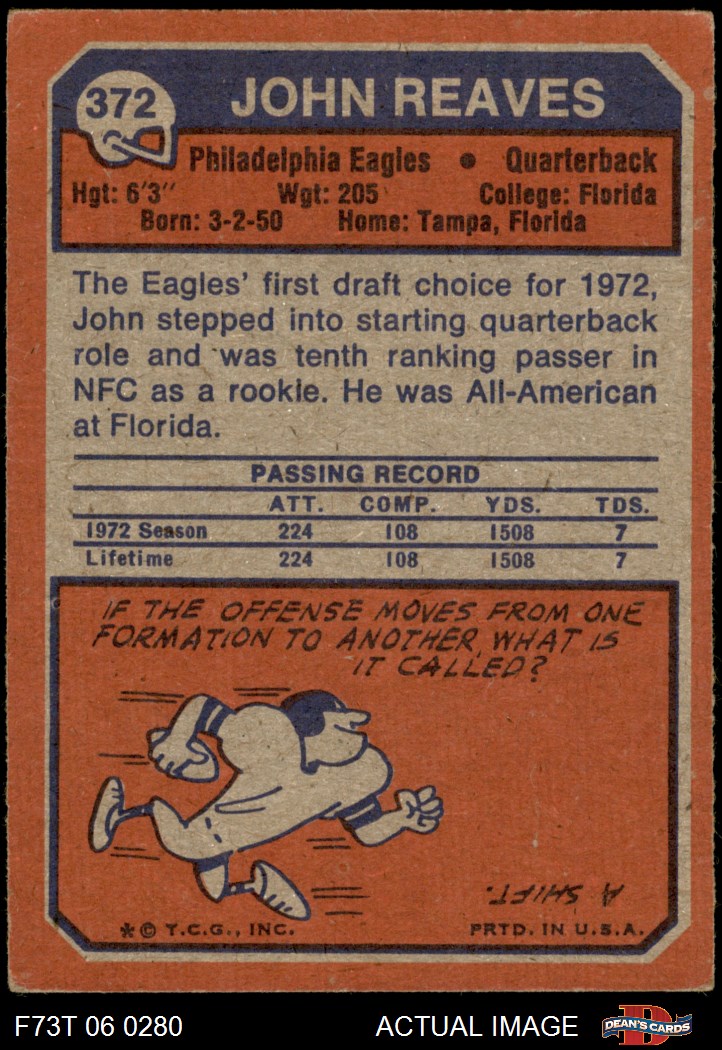 372
JOHN REAVES
Philadelphia Eagles • Quarterback
Hgt: 6'3" Wgt: 205 College: Florida
Born: 3-2-50 Home: Tampa, Florida
The Eagles' first draft choice for 1972,
John stepped into starting quarterback
role and was tenth ranking passer in
NFC as a rookie. He was All-American
at Florida.
PASSING RECORD
ATT. COMP. YDS. TDS.
1972 Season 224 108 1508 7
Lifetime 224 108 1508 7
IF THE OFFENSE MOVES FROM ONE
FORMATION TO ANOTHER, WHAT IS
IT CALLED?
A SHIFT.
*© T.C.G., INC. PRTD. IN U.S.A.
F73T 06 0280 ACTUAL IMAGE D DEAN'S CARDS